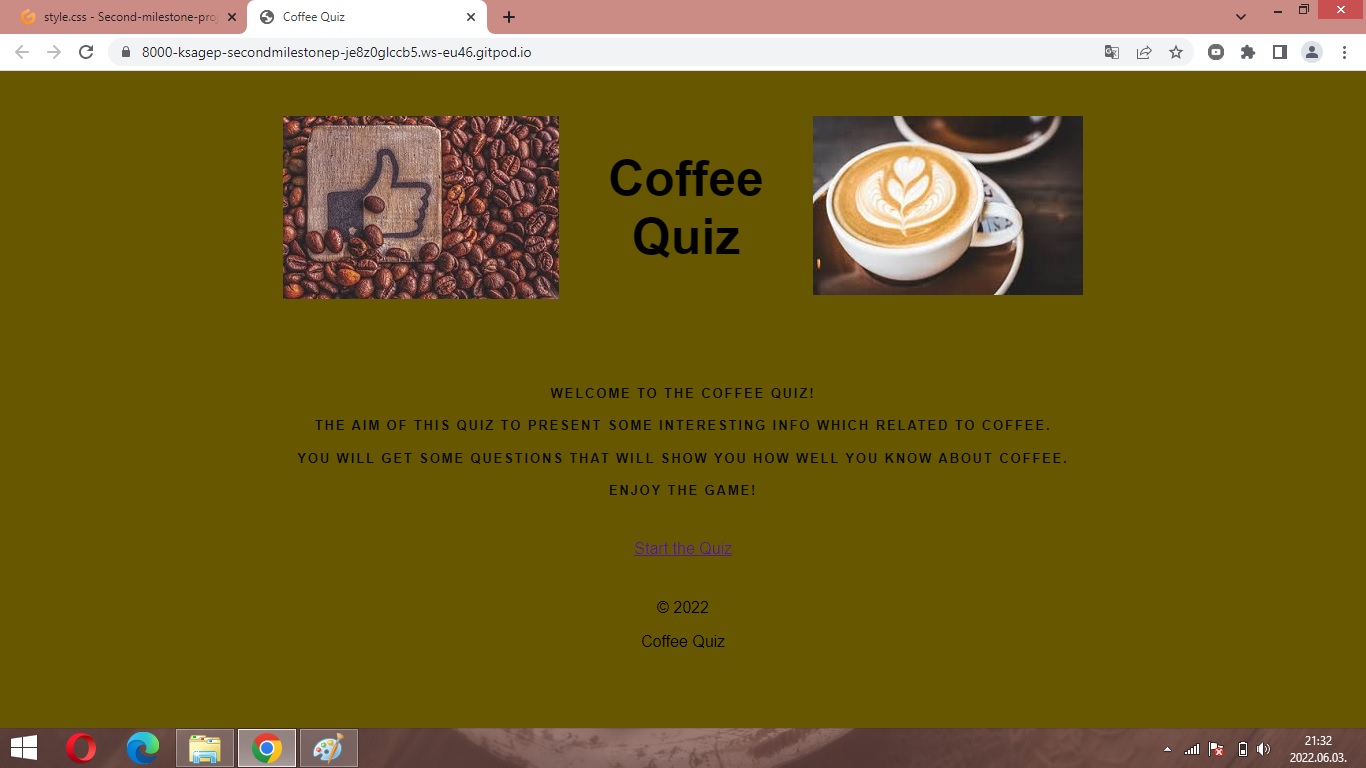 style.css - Second-milestone-pro
Coffee Quiz
8000-ksagep-secondmilestonep-je8z0glccb5.ws-eu46.gitpod.io
Coffee
Quiz
WELCOME TO THE COFFEE QUIZ!
THE AIM OF THIS QUIZ TO PRESENT SOME INTERESTING INFO WHICH RELATED TO COFFEE.
YOU WILL GET SOME QUESTIONS THAT WILL SHOW YOU HOW WELL YOU KNOW ABOUT COFFEE.
ENJOY THE GAME!
Start the Quiz
© 2022
Coffee Quiz
21:32
2022.06.03.